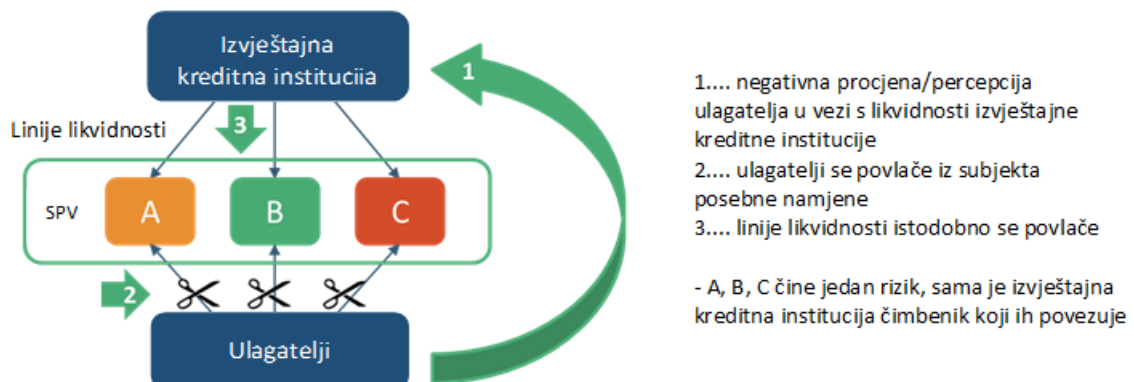 Izvještajna
kreditna instituciia
1
Linije likvidnosti
3
SPV
A
B
C
2
Ulagatelji
1.... negativna procjena/percepcija
ulagatelja u vezi s likvidnosti izvještajne
kreditne institucije
2.... ulagatelji se povlače iz subjekta
posebne namjene
3.... linije likvidnosti istodobno se povlače
- A, B, C čine jedan rizik, sama je izvještajna
kreditna institucija čimbenik koji ih povezuje